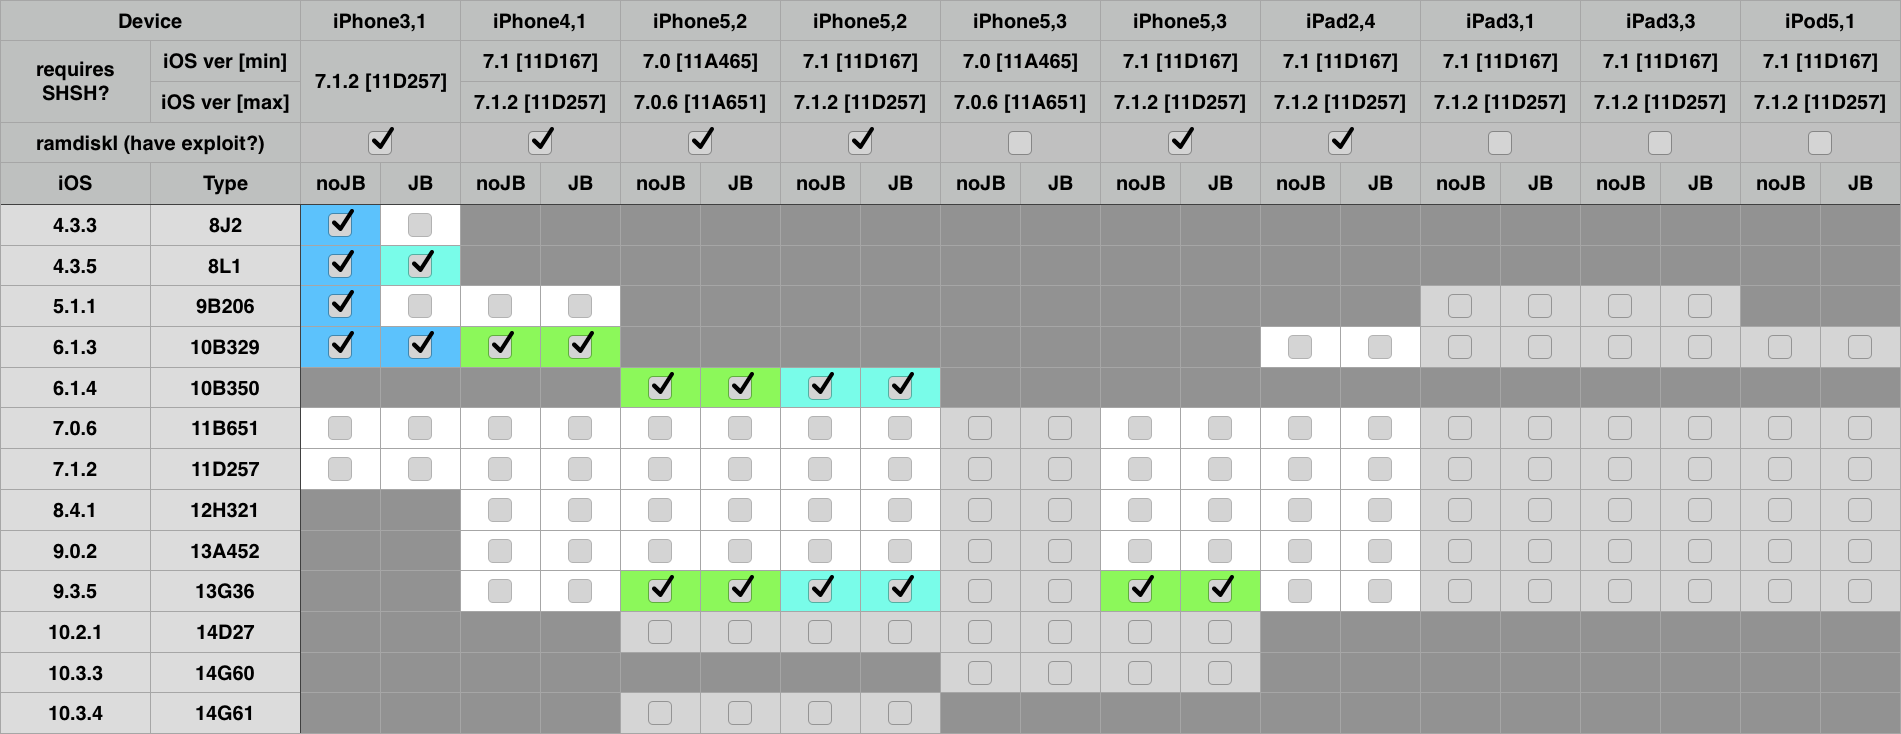 Device iPhone3,1 iPhone4,1 iPhone5,2 iPhone5,2 iPhone5,3 iPhone5,3 iPad2,4 iPad3,1 iPad3,3 iPod5,1
requires SHSH? iOS ver [min] 7.1.2 [11D257] 7.1 [11D167] 7.0 [11A465] 7.1 [11D167] 7.0 [11A465] 7.1 [11D167] 7.1 [11D167] 7.1 [11D167] 7.1 [11D167] 7.1 [11D167]
iOS ver [max] 7.1.2 [11D257] 7.0.6 [11A651] 7.1.2 [11D257] 7.0.6 [11A651] 7.1.2 [11D257] 7.1.2 [11D257] 7.1.2 [11D257] 7.1.2 [11D257] 7.1.2 [11D257]
ramdiskI (have exploit?)
iOS Type noJB JB noJB JB noJB JB noJB JB noJB JB noJB JB noJB JB noJB JB noJB JB noJB JB
4.3.3 8J2
4.3.5 8L1
5.1.1 9B206
6.1.3 10B329
6.1.4 10B350
7.0.6 11B651
7.1.2 11D257
8.4.1 12H321
9.0.2 13A452
9.3.5 13G36
10.2.1 14D27
10.3.3 14G60
10.3.4 14G61